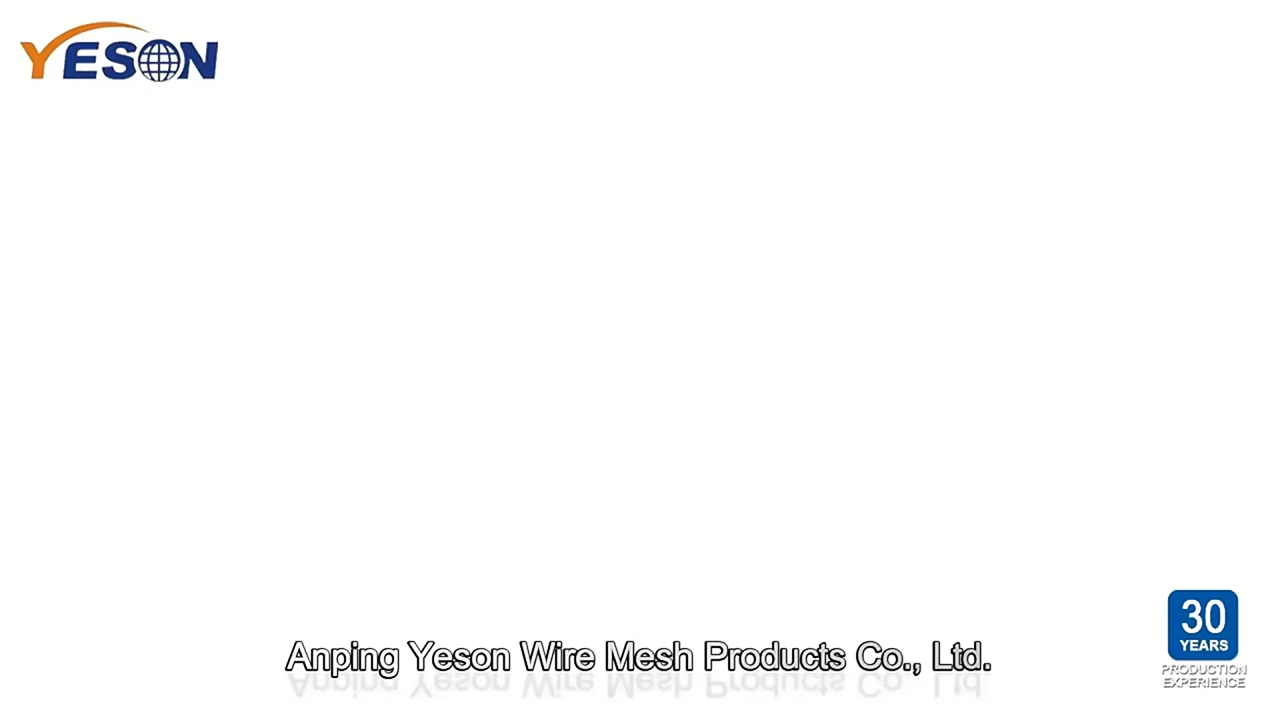 YESON
Anping Yeson Wire Mesh Products Co., Ltd.
30
YEARS
PRODUCTION
EXPERIENCE